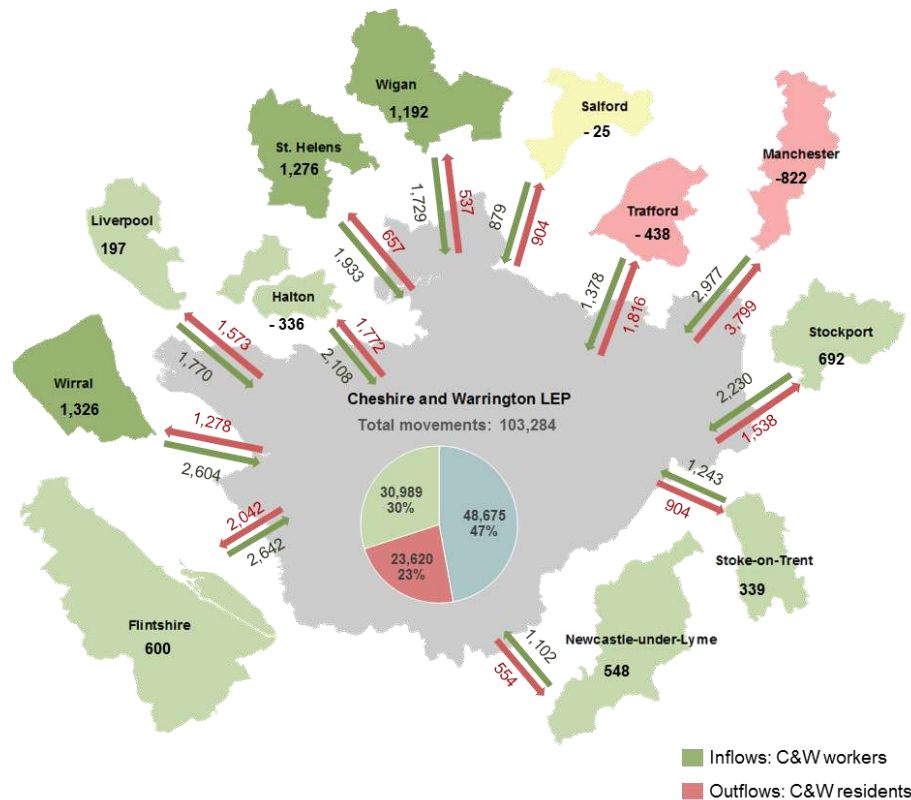 Wigan
1,192
Salford
- 25
St. Helens
1,276
Manchester
-822
Trafford
- 438
Liverpool
197
Halton
- 336
1,729
537
879
904
657
1,933
1,378
1,816
2,977
3,799
Stockport
692
1,573
1,770
1,772
2,108
Wirral
1,326
Cheshire and Warrington LEP
Total movements: 103,284
2,230
1,538
1,278
2,604
30,989
30%
48,675
47%
23,620
23%
1,243
904
2,042
2,642
Stoke-on-Trent
339
Flintshire
600
1,102
554
Newcastle-under-Lyme
548
Inflows: C&W workers
Outflows: C&W residents